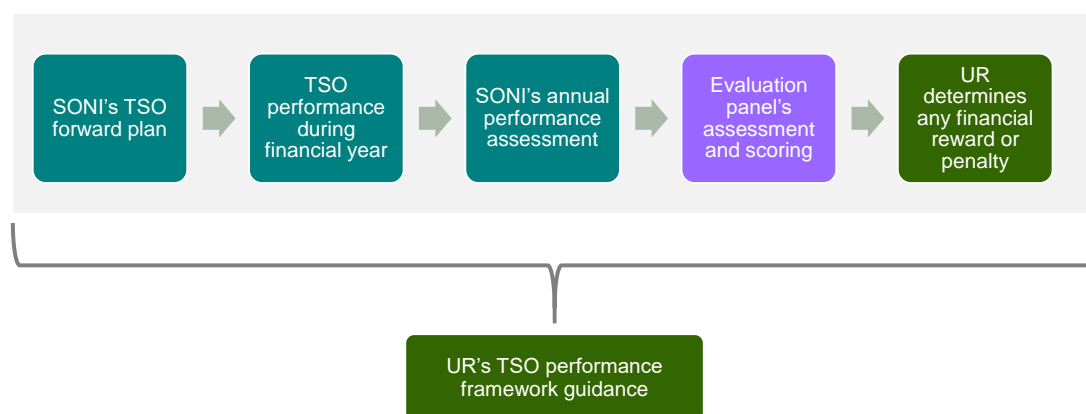 SONI's TSO
forward plan
TSO
performance
during
financial year
SONI's annual
performance
assessment
Evaluation
panel's
assessment
and scoring
UR
determines
any financial
reward or
penalty
UR's TSO performance
framework guidance